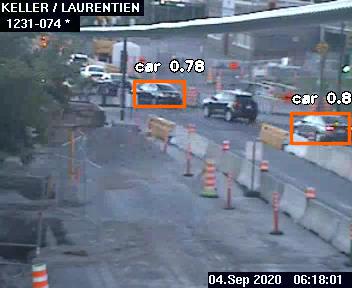 KELLER / LAURENTIEN
1231-074 *
car 0.78
car 0.8
04.Sep 2020 06:18:01